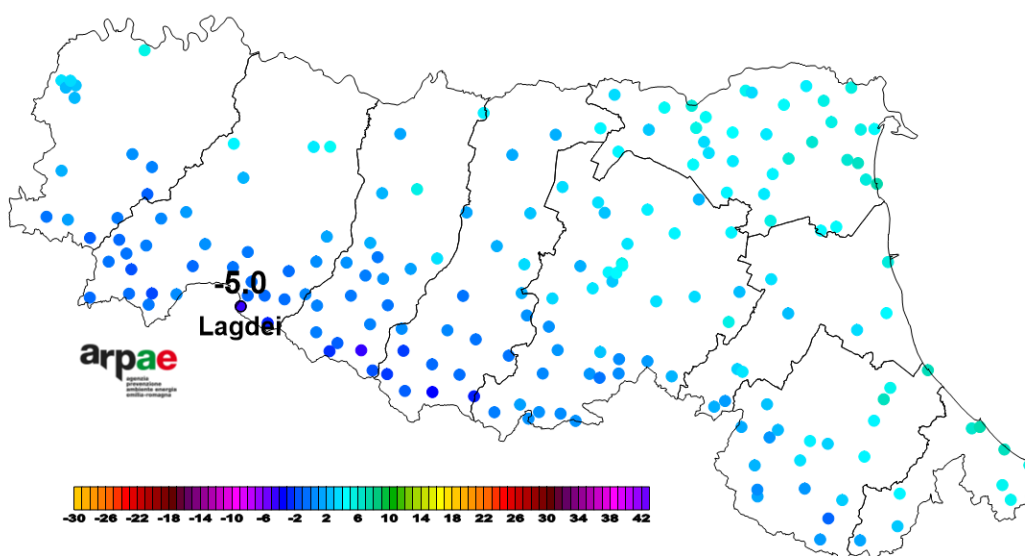 -5.0
Lagdei
arpae
agenzia
prevenzione
ambiente energia
emilia-romagna
-30 -26 -22 -18 -14 -10 -6 -2 2 6 10 14 18 22 26 30 34 38 42